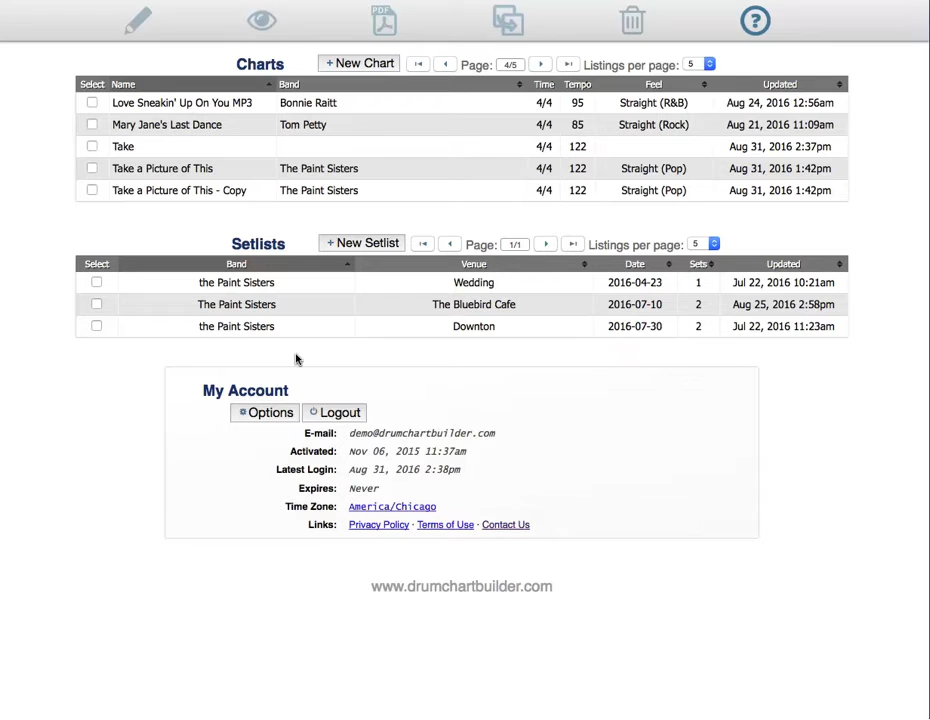 PDF
?
Charts + New Chart Page: 4/5 Listings per page: 5
Select Name Band Time Tempo Feel Updated
Love Sneakin' Up On You MP3 Bonnie Raitt 4/4 95 Straight (R&B) Aug 24, 2016 12:56am
Mary Jane's Last Dance Tom Petty 4/4 85 Straight (Rock) Aug 21, 2016 11:09am
Take 4/4 122 Aug 31, 2016 2:37pm
Take a Picture of This The Paint Sisters 4/4 122 Straight (Pop) Aug 31, 2016 1:42pm
Take a Picture of This - Copy The Paint Sisters 4/4 122 Straight (Pop) Aug 31, 2016 1:42pm
Setlists + New Setlist Page: 1/1 Listings per page: 5
Select Band Venue Date Sets Updated
the Paint Sisters Wedding 2016-04-23 1 Jul 22, 2016 10:21am
The Paint Sisters The Bluebird Cafe 2016-07-10 2 Aug 25, 2016 2:58pm
the Paint Sisters Downton 2016-07-30 2 Jul 22, 2016 11:23am
My Account
Options Logout
E-mail: demo@drumchartbuilder.com
Activated: Nov 06, 2015 11:37am
Latest Login: Aug 31, 2016 2:38pm
Expires: Never
Time Zone: America/Chicago
Links: Privacy Policy · Terms of Use · Contact Us
www.drumchartbuilder.com